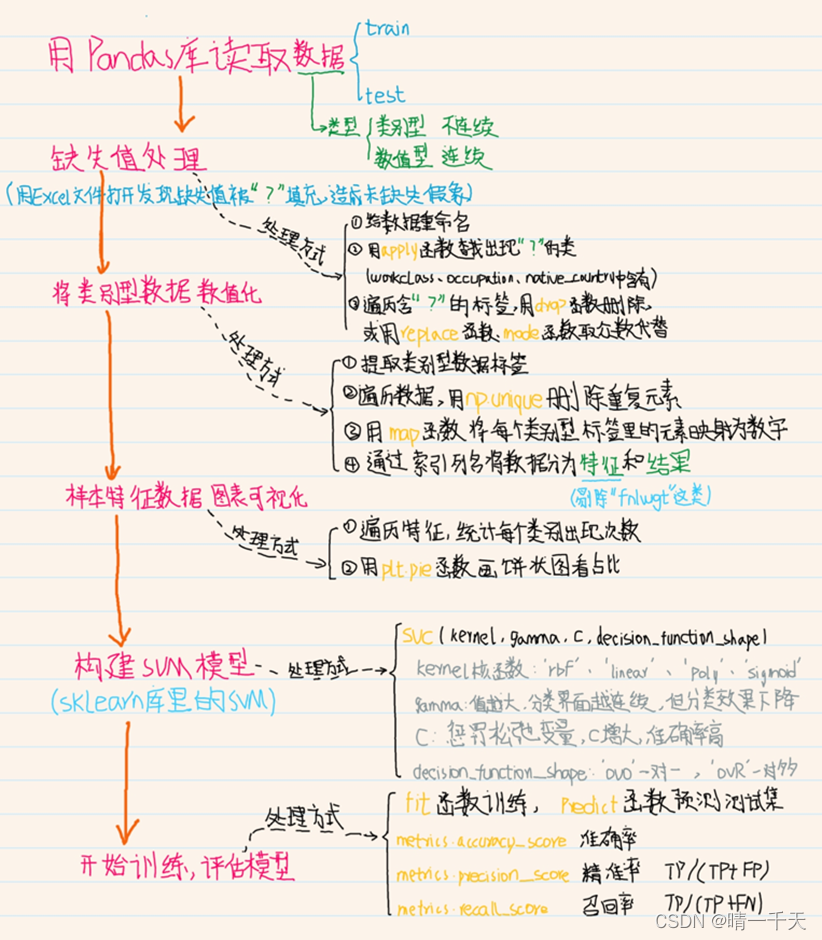 用Pandas库读取数据
train
test
类型
类别型 不连续
数值型 连续
缺失值处理
(用Excel文件打开发现缺失值被"?"填充,造成未缺失假象)
处理方式
①给数据重命名
②用apply函数查找出现"?"的类
(workclass、occupation、native_country中含有)
③遍历含"?"的标签,用drop函数删除
或用replace函数、mode函数取众数代替
将类别型数据数值化
处理方式
①提取类别型数据标签
②遍历数据,用np.unique删除重复元素
③用map函数将每个类别型标签里的元素映射为数字
④通过索引列名将数据分为特征和结果
(剔除"fnlwgt"这类)
样本特征数据图表可视化
处理方式
①遍历特征,统计每个类别出现次数
②用plt.pie函数画饼状图看占比
构建SVM模型
(sklearn库里的SVM)
处理方式
SVC(kernel,gamma,C,decision_function_shape)
kernel核函数:'rbf'、'linear'、'poly'、'sigmoid'
gamma:值越大,分类界面越连续,但分类效果下降
C:惩罚松弛变量,C增大,准确率高
decision_function_shape:'ovo'一对一,'ovR'一对多
开始训练,评估模型
处理方式
fit函数训练,Predict函数预测测试集
metrics.accuracy_score 准确率
metrics.precision_score 精准率 TP/(TP+FP)
metrics.recall_score 召回率 TP/(TP+FN)
CSDN @晴一千天